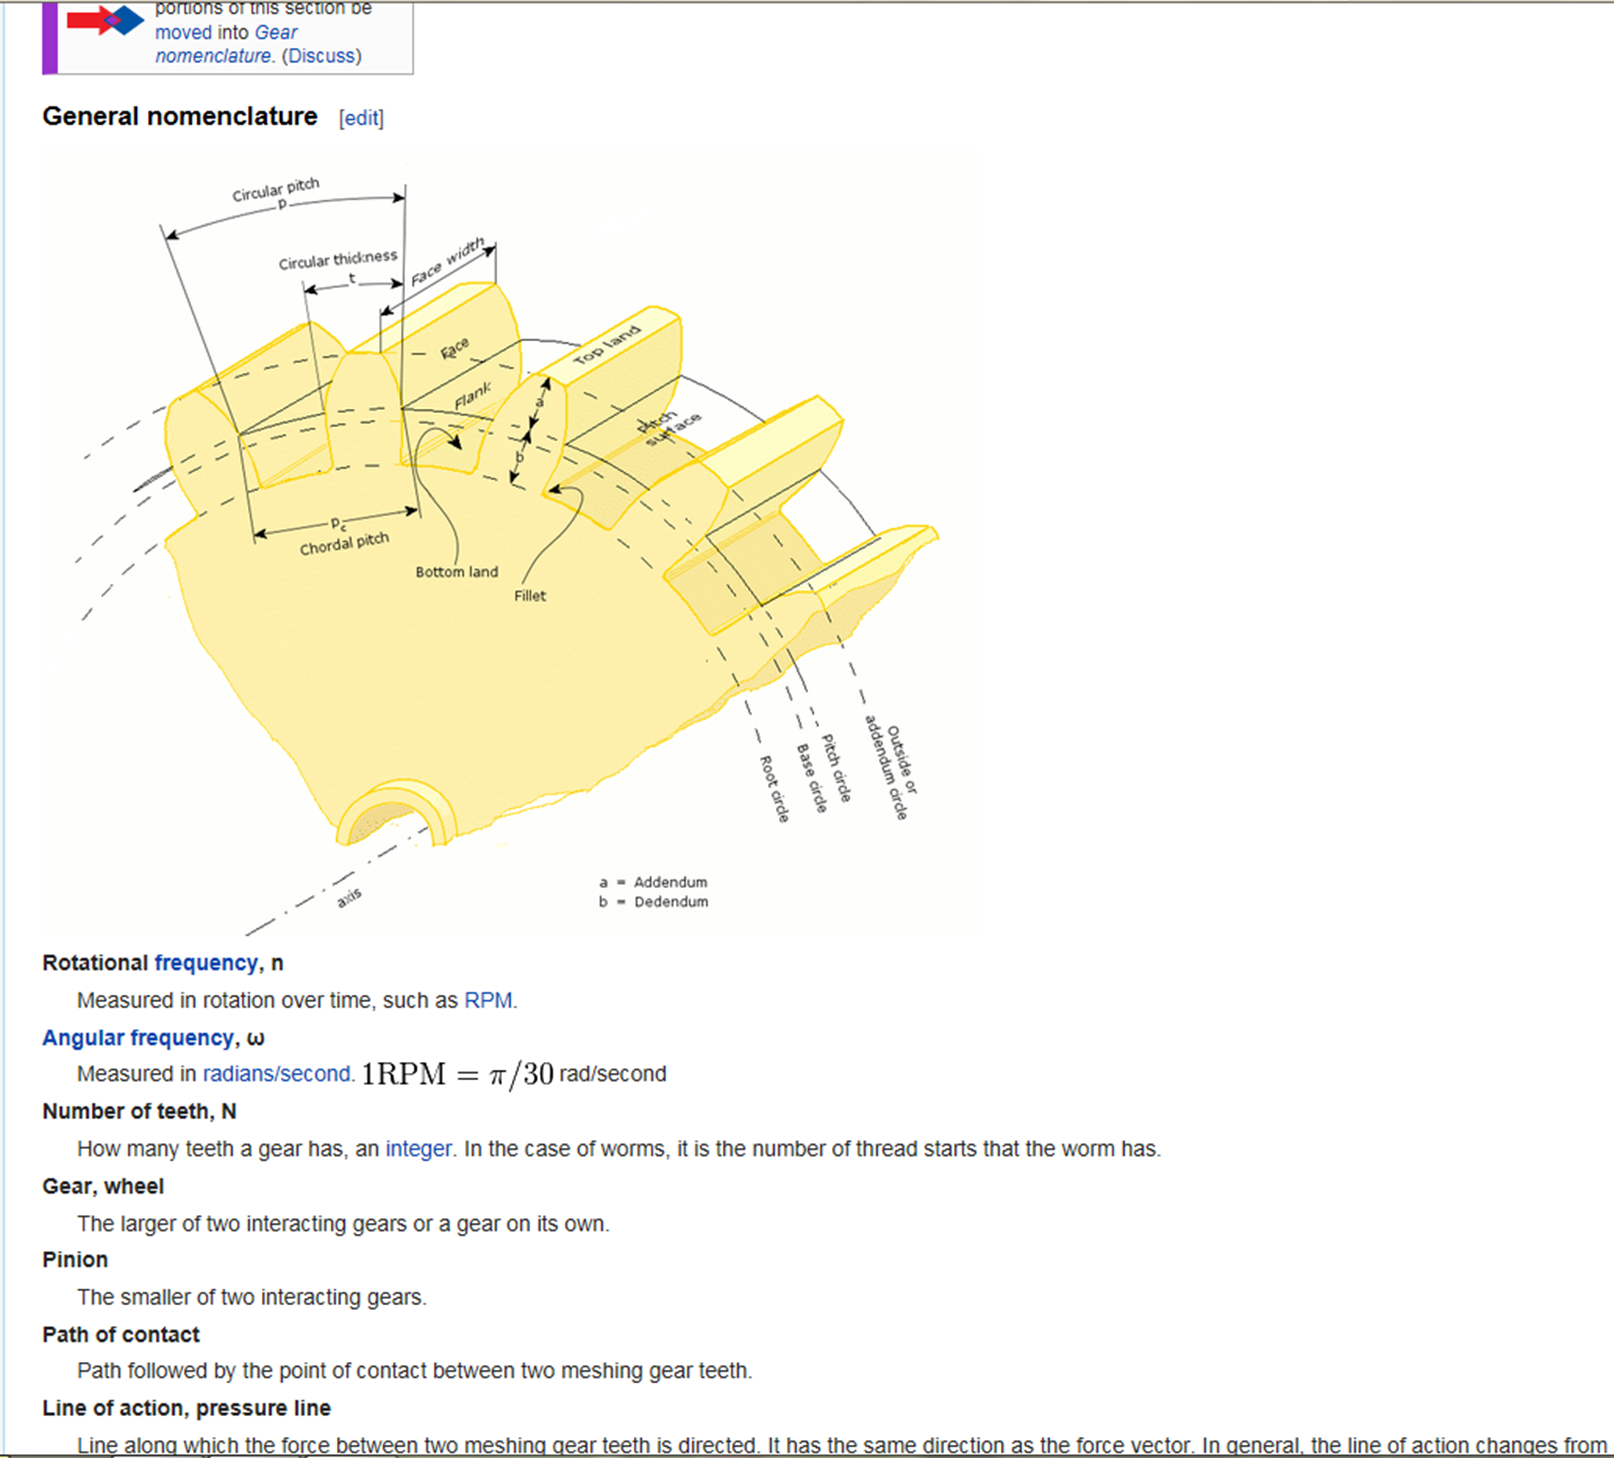 portions of this section be
moved into Gear
nomenclature. (Discuss)
General nomenclature [edit]
Circular pitch
p
Circular thickness
t
Face width
Face
Flank
Top land
a
b
Pitch
surface
Pc
Chordal pitch
Bottom land
Fillet
Root circle
Base circle
Pitch circle
Outside or
addendum circle
axis
a = Addendum
b = Dedendum
Rotational frequency, n
Measured in rotation over time, such as RPM.
Angular frequency, ω
Measured in radians/second. 1RPM = π/30 rad/second
Number of teeth, N
How many teeth a gear has, an integer. In the case of worms, it is the number of thread starts that the worm has.
Gear, wheel
The larger of two interacting gears or a gear on its own.
Pinion
The smaller of two interacting gears.
Path of contact
Path followed by the point of contact between two meshing gear teeth.
Line of action, pressure line
Line along which the force between two meshing gear teeth is directed. It has the same direction as the force vector. In general, the line of action changes from